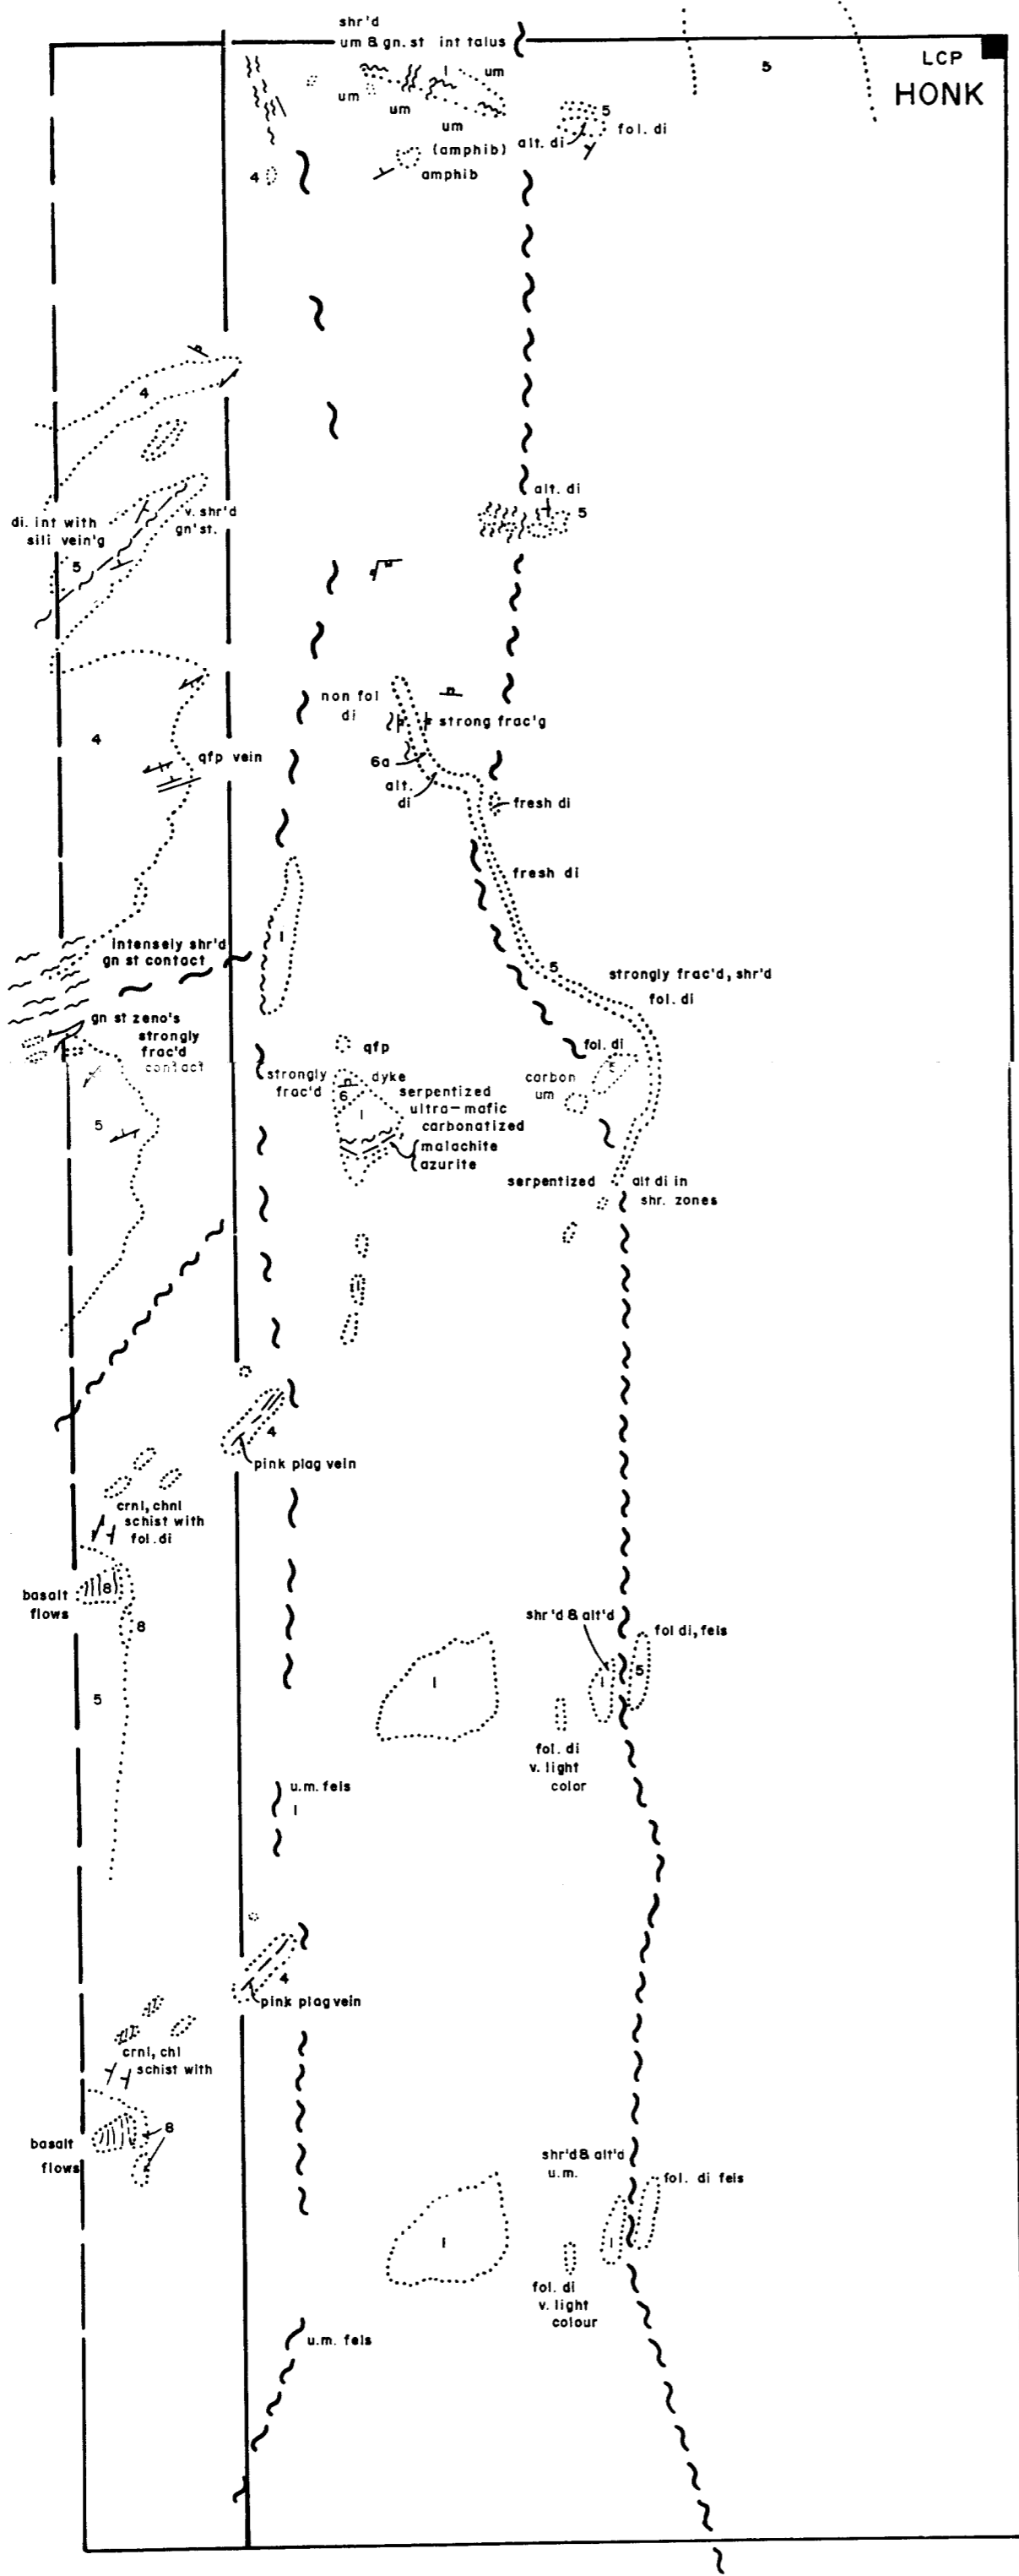 shr'd
um & gn. st int talus
5
LCP
HONK
um
1
um
um
um
(amphib)
amphib
5
fol. di
alt. di
4
4
di. int with
sili vein'g
v. shr'd
gn'st.
5
alt. di
5
4
non fol
di
strong frac'g
6a
alt.
di
qfp vein
fresh di
fresh di
1
intensely shr'd
gn st contact
5
strongly frac'd, shr'd
fol. di
gn st zeno's
strongly
frac'd
contact
qfp
strongly
frac'd
dyke
6
1
serpentized
ultra-mafic
carbonatized
malachite
azurite
fol. di
carbon
um
5
serpentized
alt di in
shr. zones
4
pink plag vein
crnl, chnl
schist with
fol. di
basalt
flows
8
8
5
shr'd & alt'd
fol di, fels
1
1
5
fol. di
v. light
color
u.m. fels
1
4
pink plag vein
crnl, chl
schist with
8
basalt
flows
shr'd & alt'd
u.m.
fol. di fels
1
1
fol. di
v. light
colour
u.m. fels